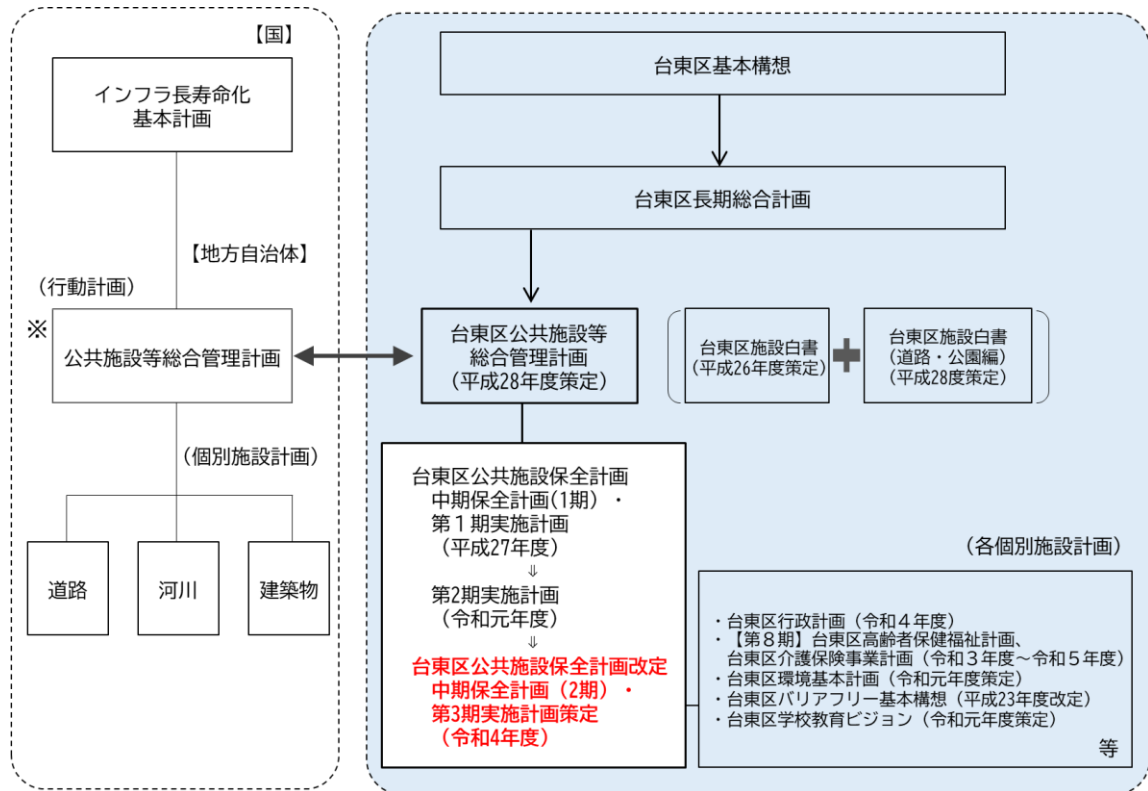 【国】
インフラ長寿命化
基本計画
【地方自治体】
(行動計画)
※
公共施設等総合管理計画
(個別施設計画)
道路
河川
建築物
台東区基本構想
台東区長期総合計画
台東区公共施設等
総合管理計画
(平成28年度策定)
台東区施設白書
(平成26年度策定)
台東区施設白書
(道路・公園編)
(平成28度策定)
台東区公共施設保全計画
中期保全計画(1期)・
第1期実施計画
(平成27年度)
⇓
第2期実施計画
(令和元年度)
⇓
台東区公共施設保全計画改定
中期保全計画(2期)・
第3期実施計画策定
(令和4年度)
(各個別施設計画)
・台東区行政計画(令和4年度)
・【第8期】台東区高齢者保健福祉計画、
台東区介護保険事業計画(令和3年度～令和5年度)
・台東区環境基本計画(令和元年度策定)
・台東区バリアフリー基本構想(平成23年度改定)
・台東区学校教育ビジョン(令和元年度策定)
等